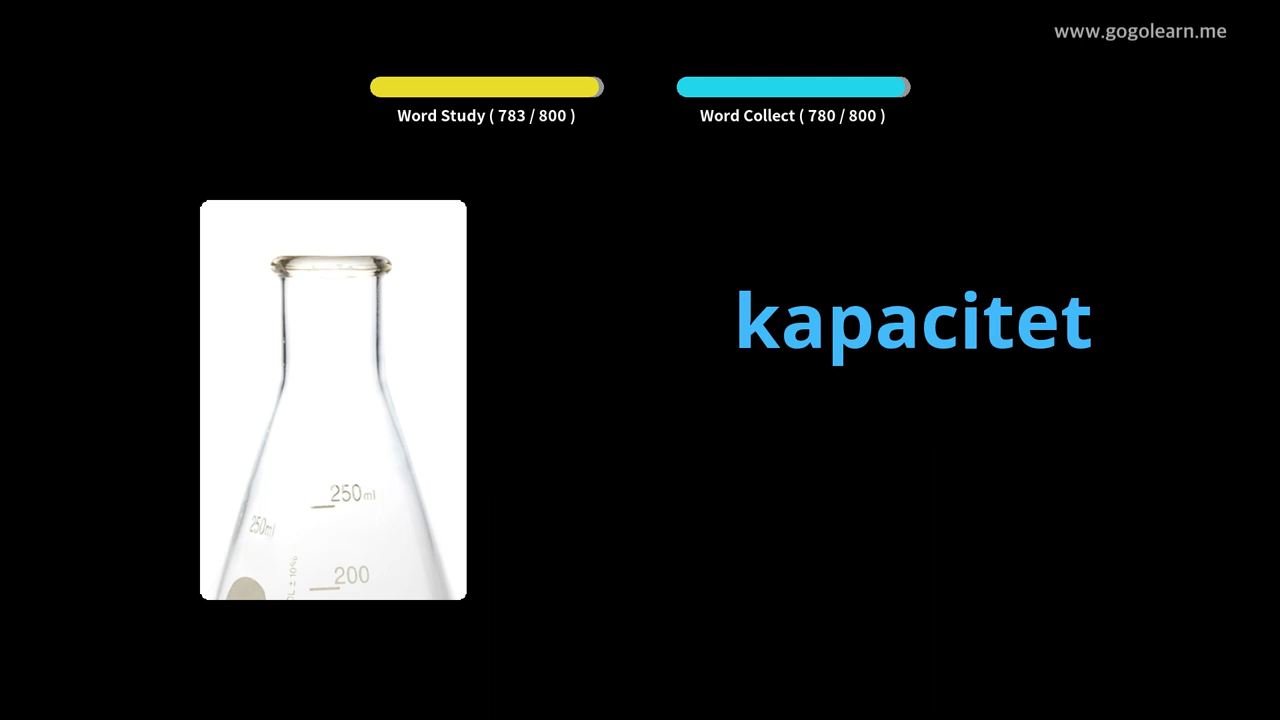 www.gogolearn.me
Word Study ( 783 / 800 )
Word Collect ( 780 / 800 )
kapacitet
250ml
250ml
200